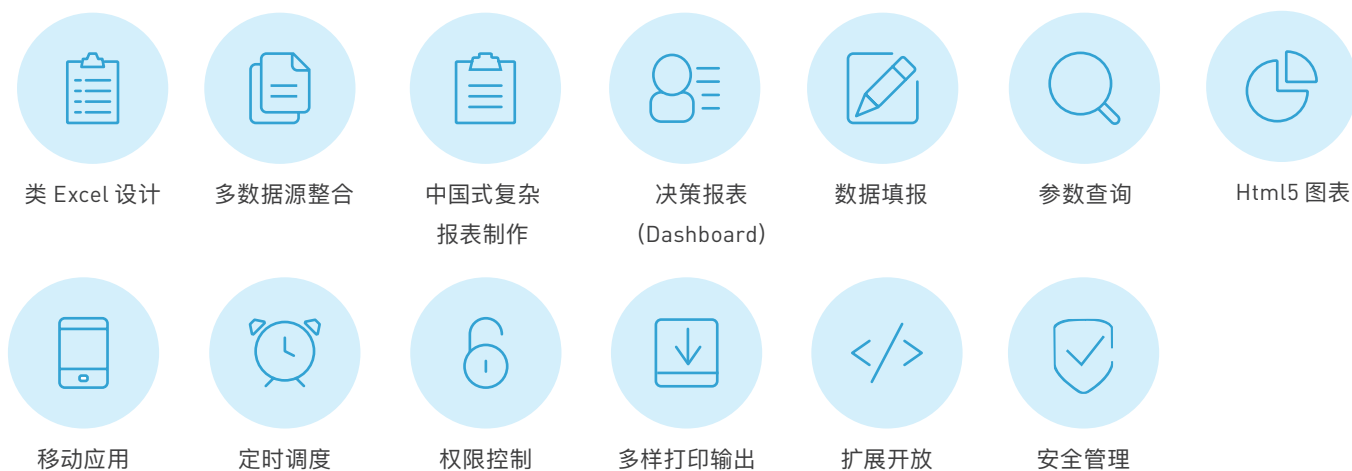 类 Excel 设计
多数据源整合
中国式复杂
报表制作
决策报表
(Dashboard)
数据填报
参数查询
Html5 图表
移动应用
定时调度
权限控制
多样打印输出
扩展开放
安全管理